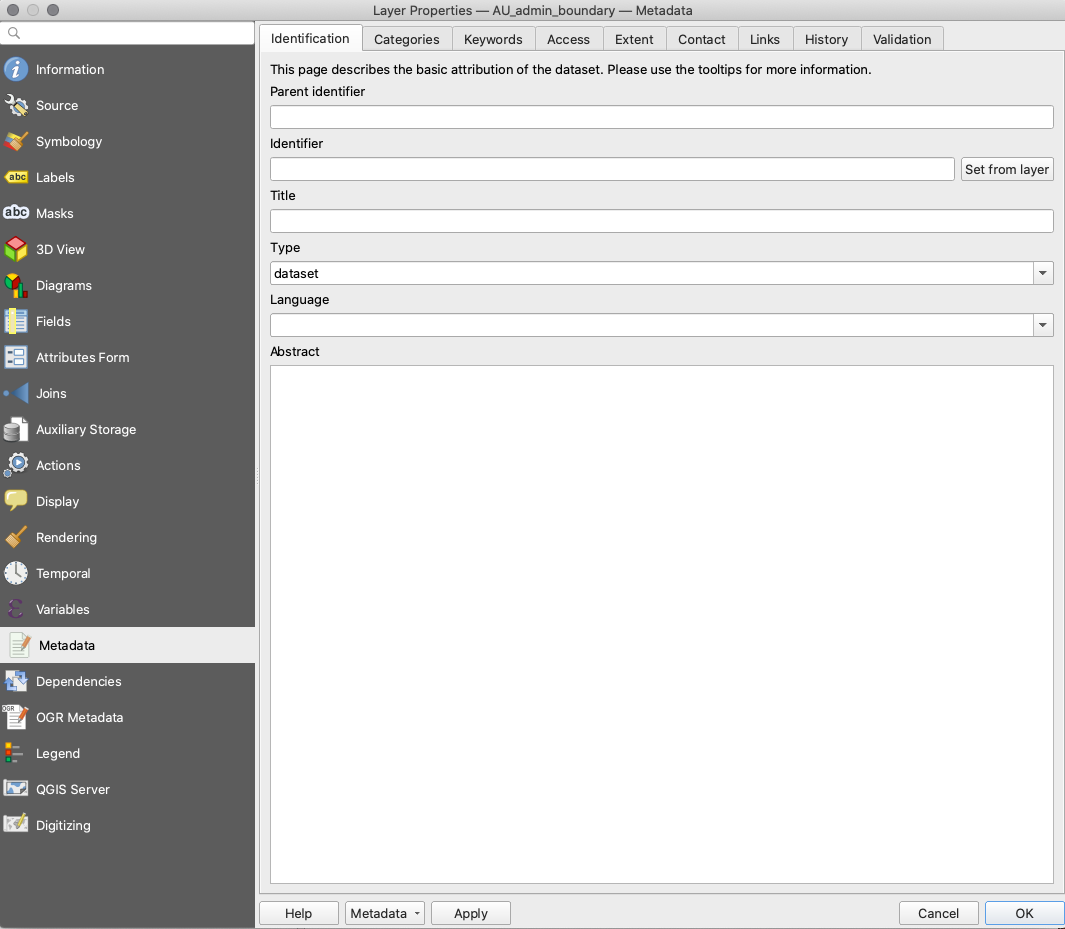 Layer Properties — AU_admin_boundary — Metadata
Information
Source
Symbology
abc Labels
abc Masks
3D View
Diagrams
Fields
Attributes Form
Joins
Auxiliary Storage
Actions
Display
Rendering
Temporal
Variables
Metadata
Dependencies
OGR OGR Metadata
Legend
QGIS Server
Digitizing
Identification Categories Keywords Access Extent Contact Links History Validation
This page describes the basic attribution of the dataset. Please use the tooltips for more information.
Parent identifier
Identifier
Set from layer
Title
Type
dataset
Language
Abstract
Help Metadata Apply Cancel OK